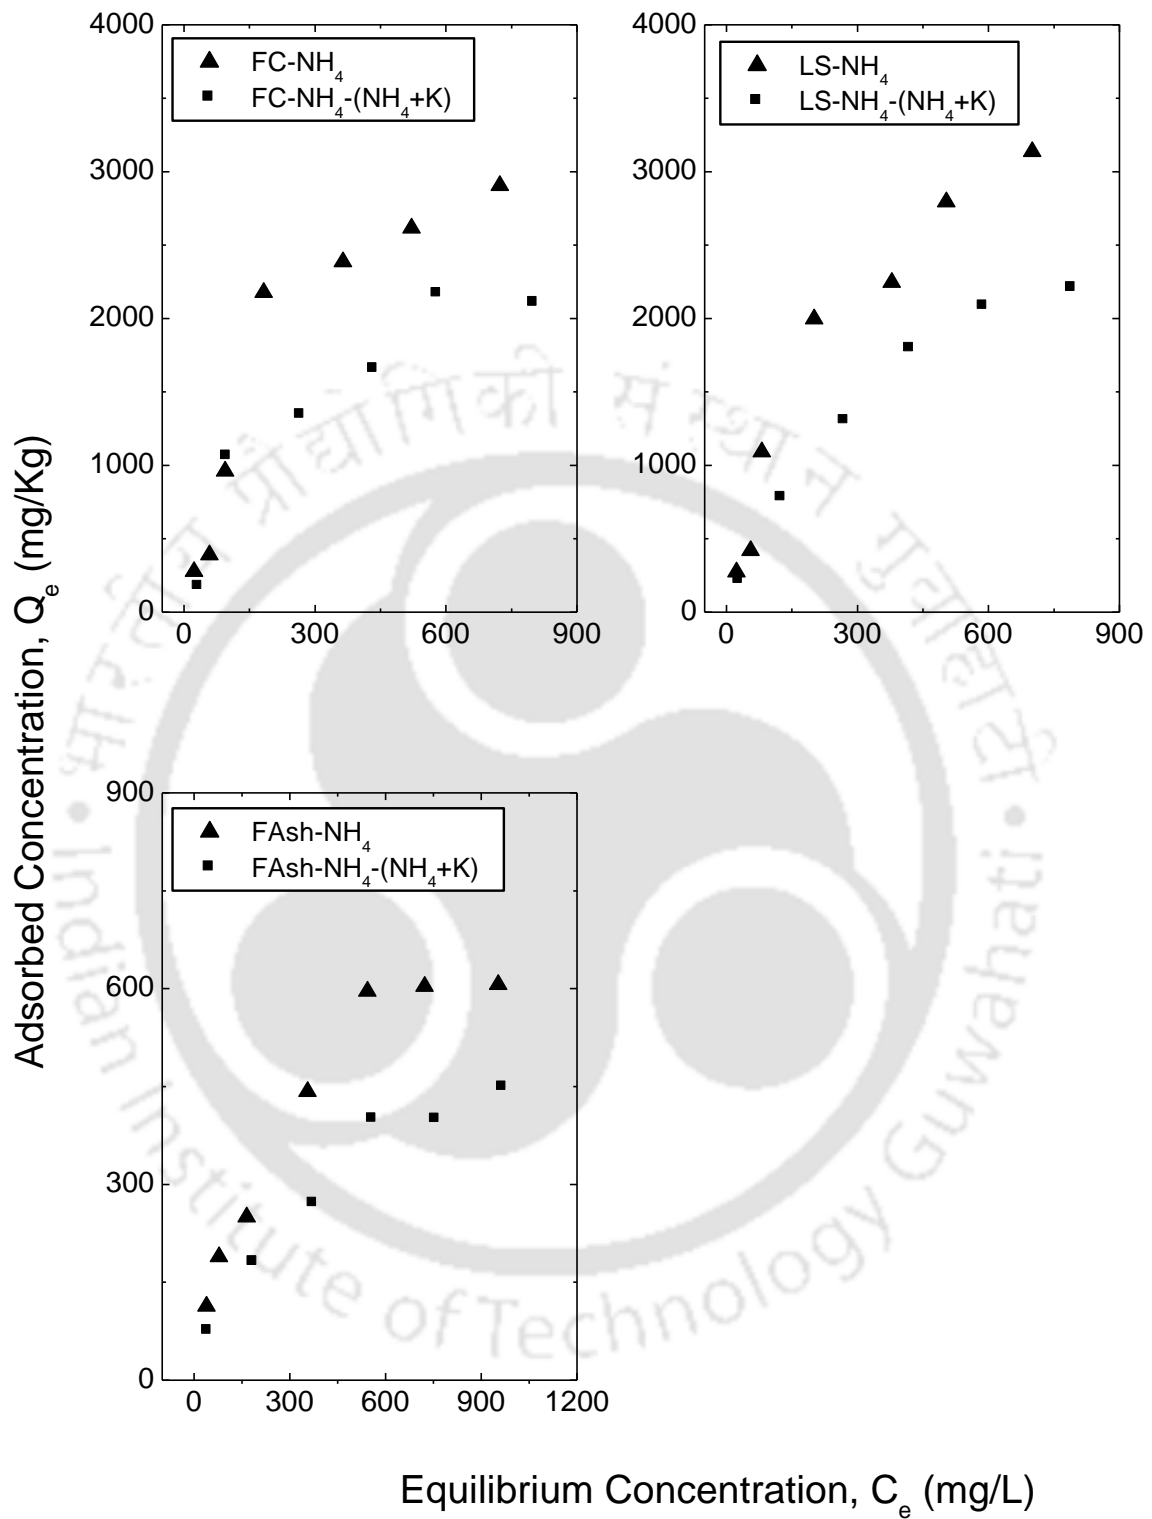 4000
3000
2000
1000
0
0 300 600 900
FC-NH₄
FC-NH₄-(NH₄+K)
4000
3000
2000
1000
0
0 300 600 900
LS-NH₄
LS-NH₄-(NH₄+K)
Adsorbed Concentration, Qₑ (mg/Kg)
900
600
300
0
0 300 600 900 1200
FAsh-NH₄
FAsh-NH₄-(NH₄+K)
Equilibrium Concentration, Cₑ (mg/L)
भारतीय प्रौद्योगिकी संस्थान गुवाहाटी
Indian Institute of Technology Guwahati